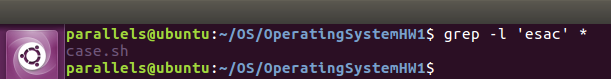 parallels@ubuntu:~/OS/OperatingSystemHW1$ grep -l 'esac' *
case.sh
parallels@ubuntu:~/OS/OperatingSystemHW1$